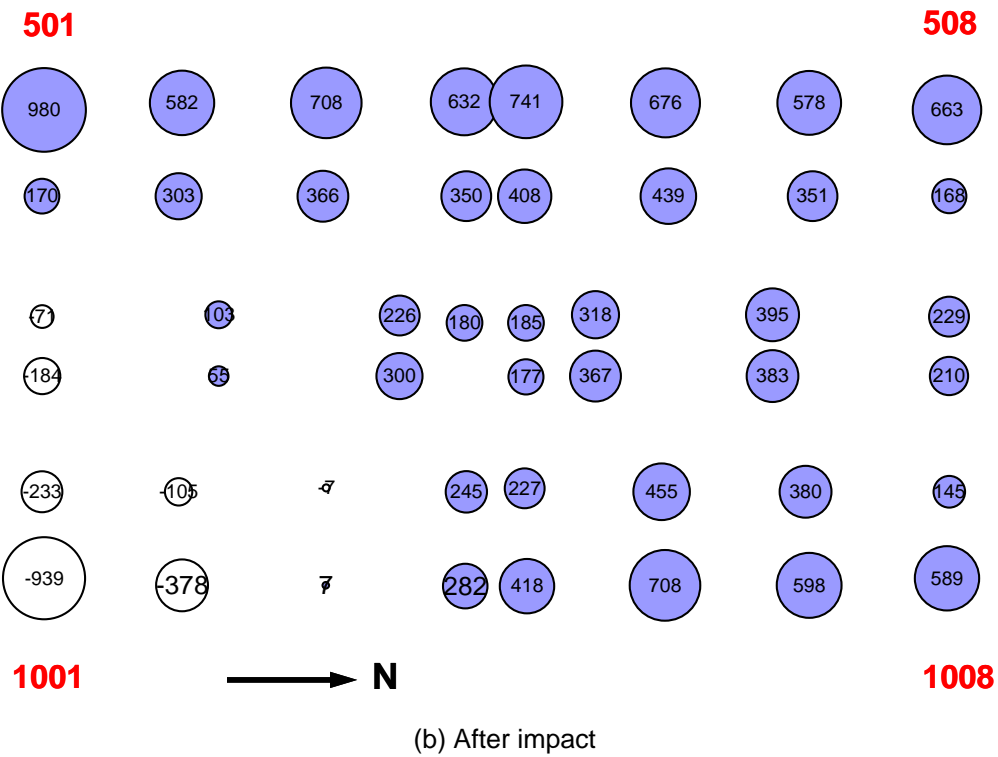 501 508
980 582 708 632 741 676 578 663
170 303 366 350 408 439 351 168
-71 103 226 180 185 318 395 229
-184 55 300 177 367 383 210
-233 -105 -7 245 227 455 380 145
-939 -378 7 282 418 708 598 589
1001 N 1008
(b) After impact